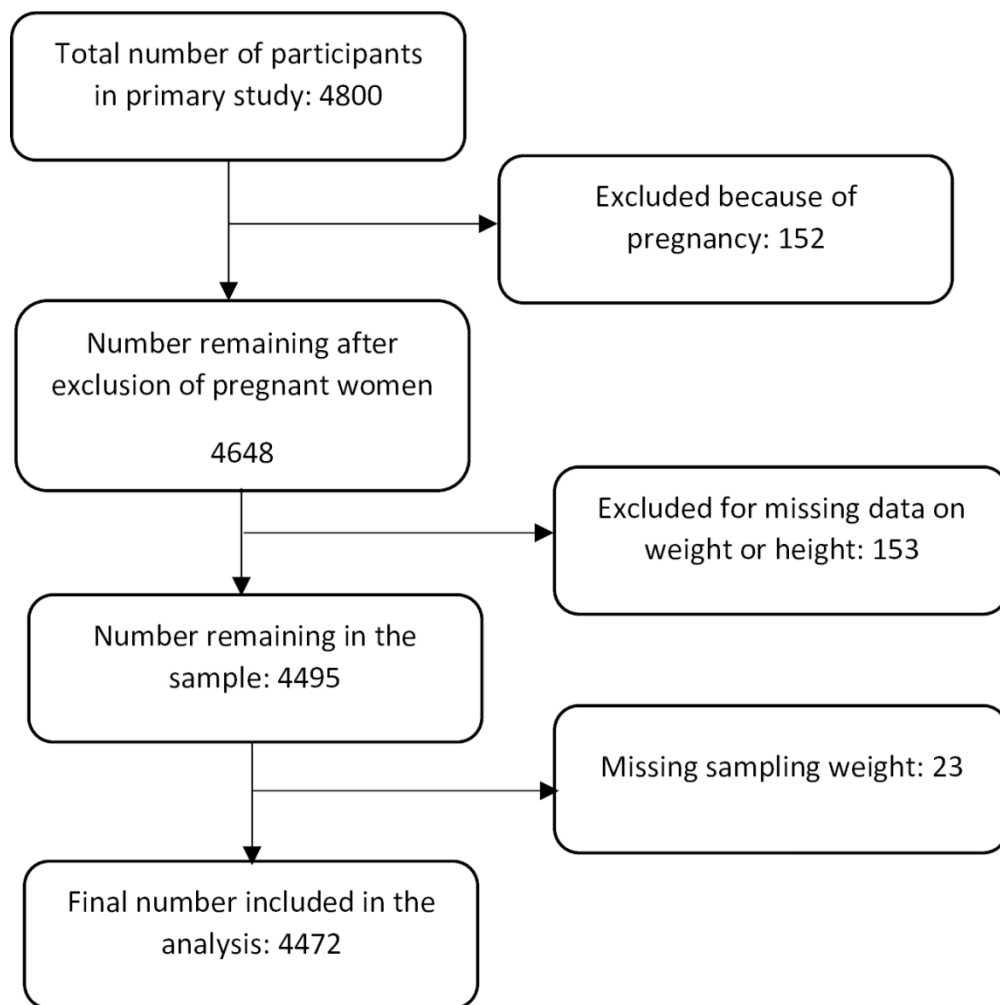 Total number of participants
in primary study: 4800
Excluded because of
pregnancy: 152
Number remaining after
exclusion of pregnant women
4648
Excluded for missing data on
weight or height: 153
Number remaining in the
sample: 4495
Missing sampling weight: 23
Final number included in the
analysis: 4472